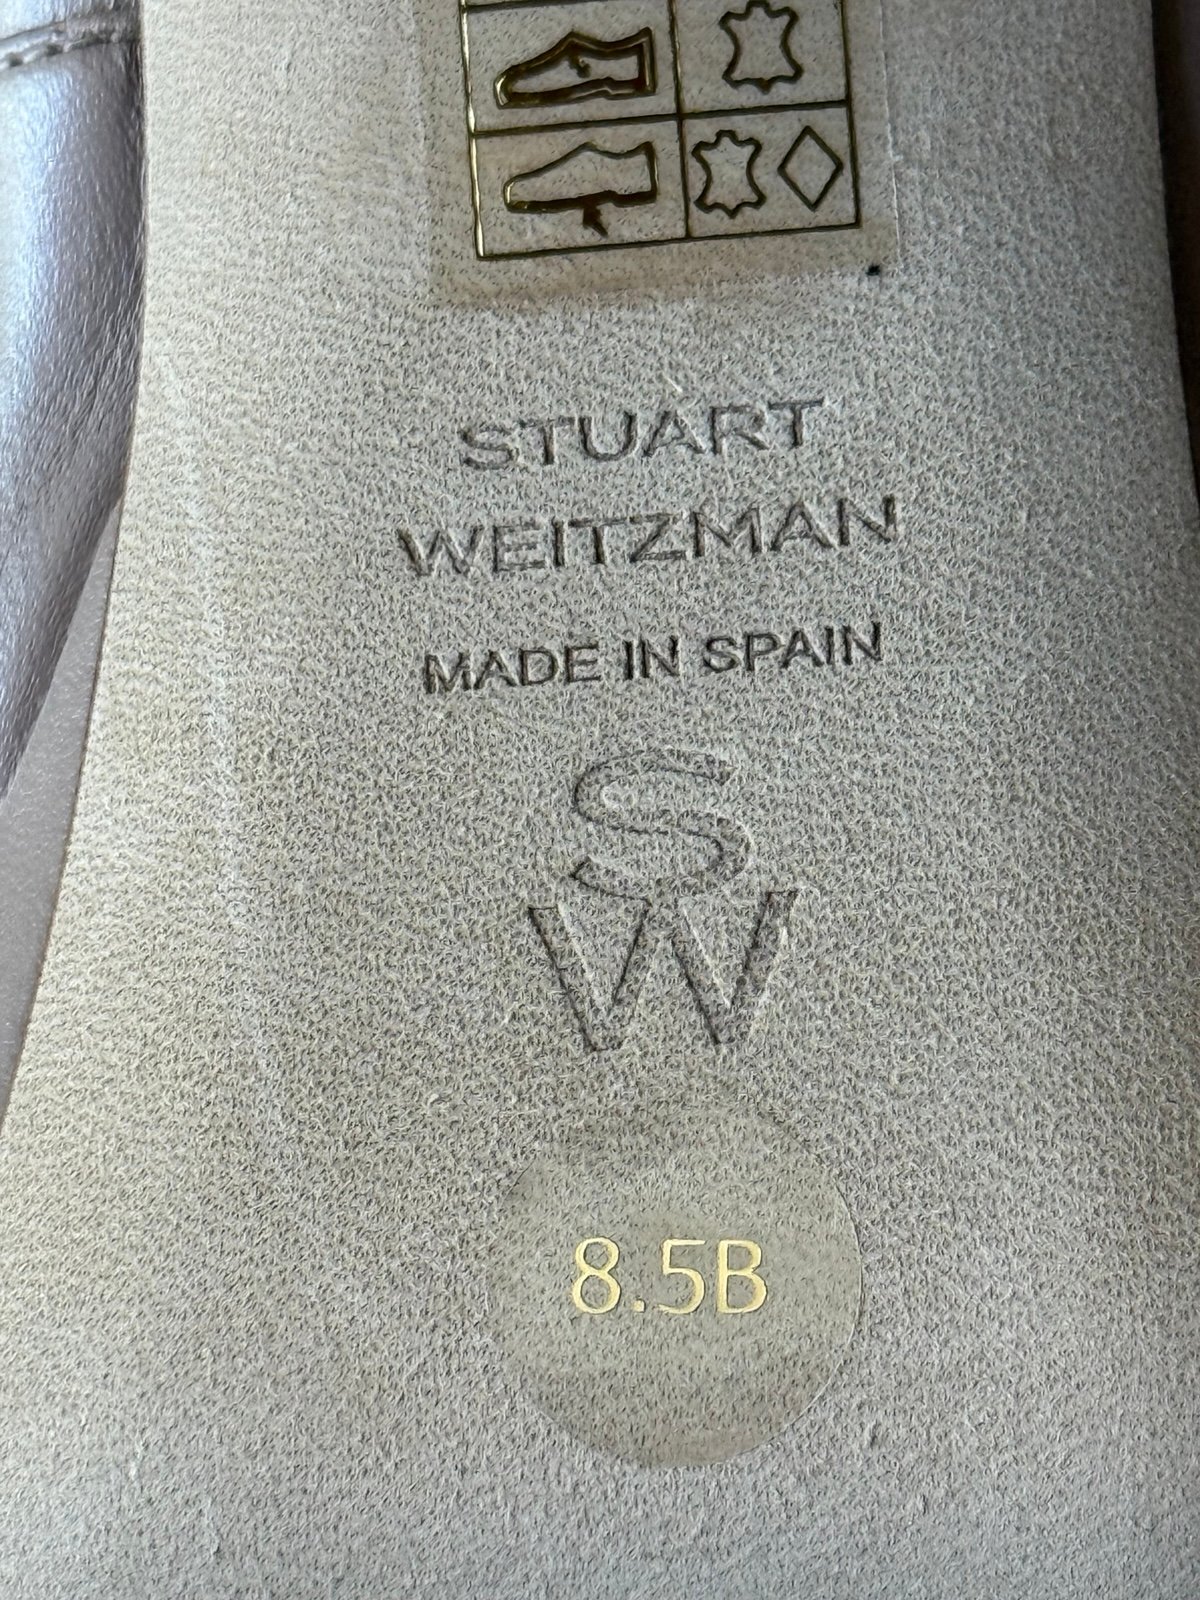 STUART
WEITZMAN
MADE IN SPAIN
S
W
8.5B